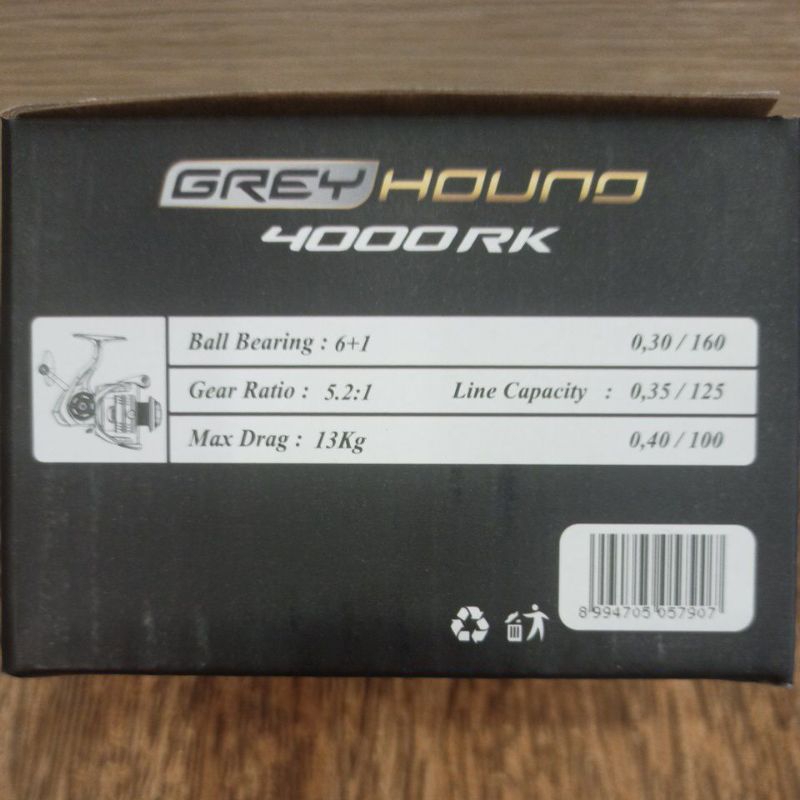 GREY HOUND
4000RK
Ball Bearing : 6+1
0,30 / 160
Gear Ratio : 5.2:1
Line Capacity : 0,35 / 125
Max Drag : 13Kg
0,40 / 100
8 994705 057907